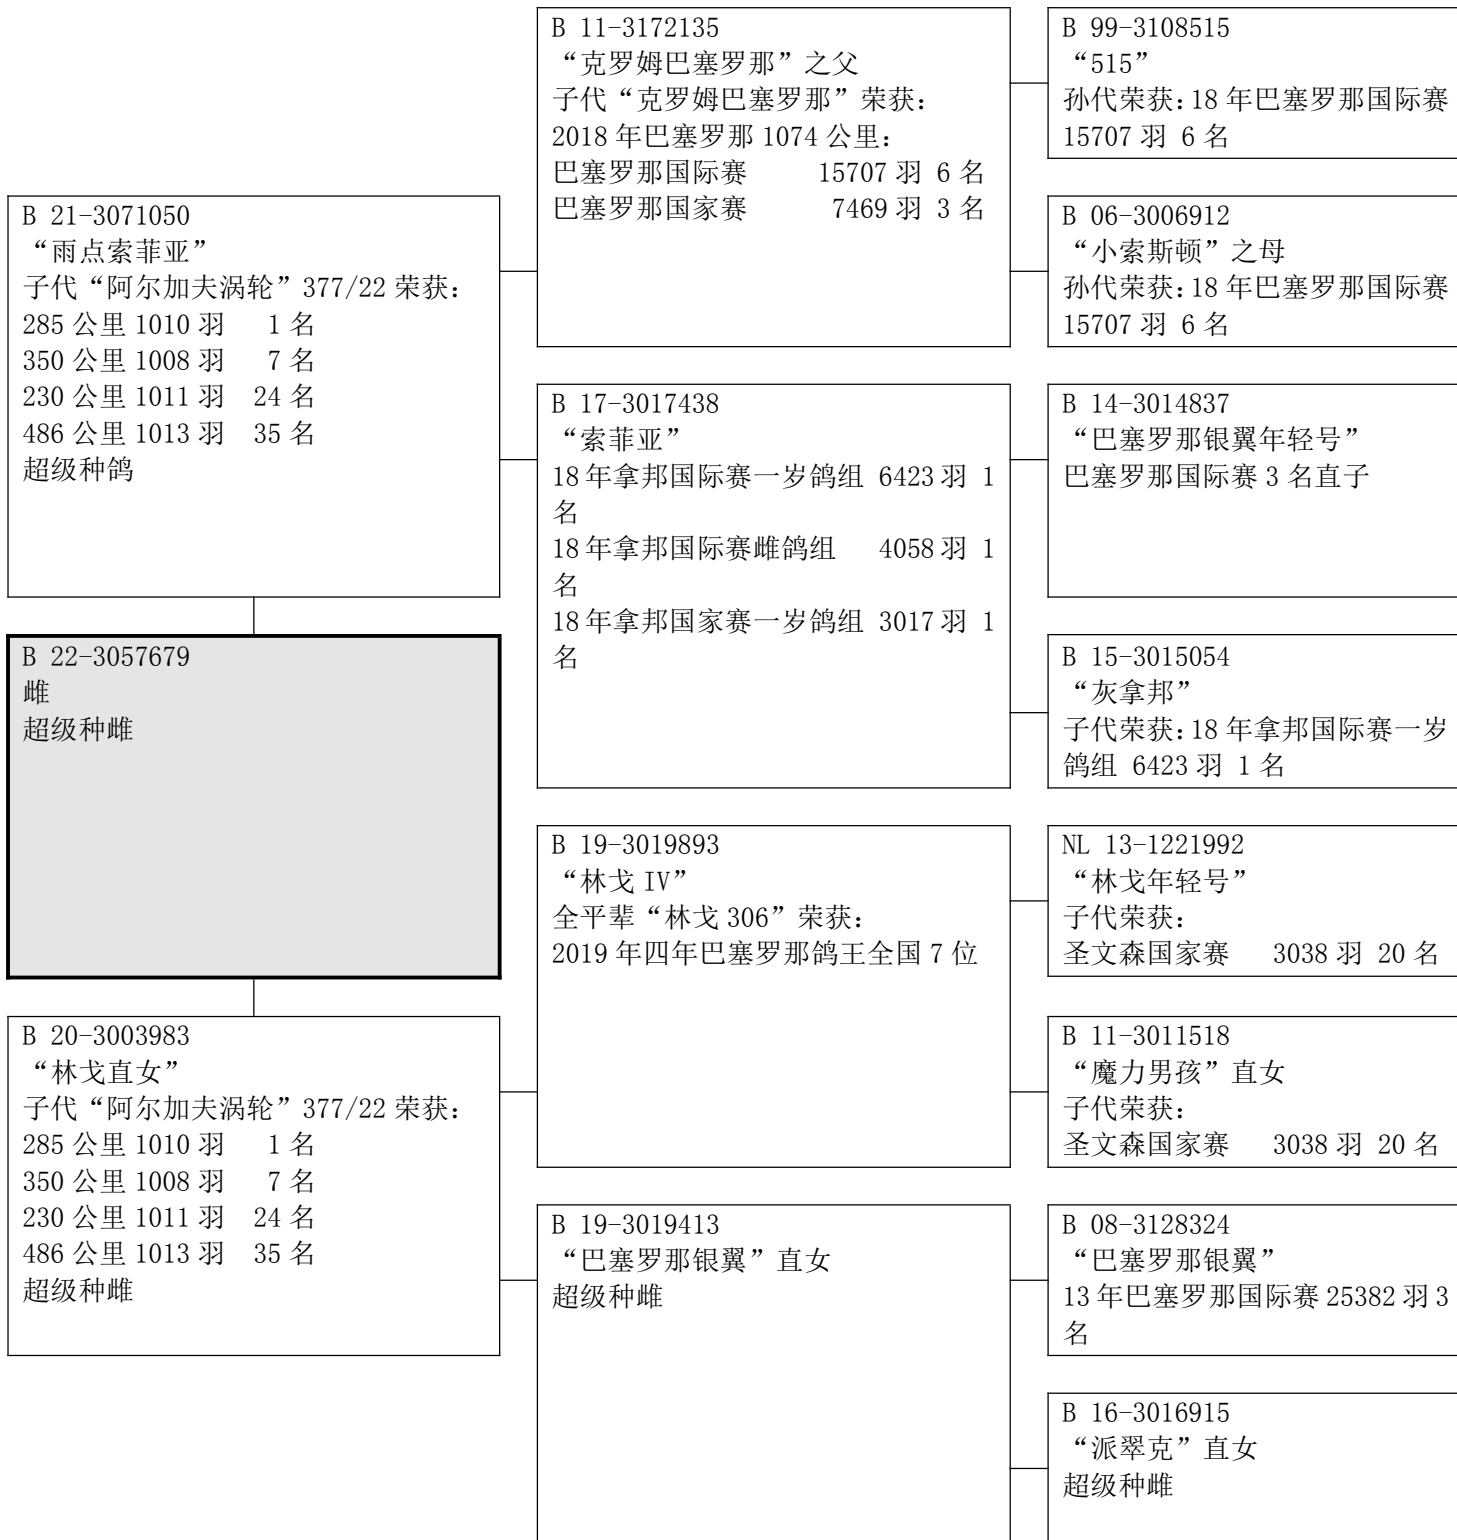 B 21-3071050
“雨点索菲亚”
子代“阿尔加夫涡轮”377/22 荣获：
285 公里 1010 羽 1 名
350 公里 1008 羽 7 名
230 公里 1011 羽 24 名
486 公里 1013 羽 35 名
超级种鸽
B 22-3057679
雌
超级种雌
B 20-3003983
“林戈直女”
子代“阿尔加夫涡轮”377/22 荣获：
285 公里 1010 羽 1 名
350 公里 1008 羽 7 名
230 公里 1011 羽 24 名
486 公里 1013 羽 35 名
超级种雌
B 11-3172135
“克罗姆巴塞罗那”之父
子代“克罗姆巴塞罗那”荣获：
2018 年巴塞罗那 1074 公里：
巴塞罗那国际赛 15707 羽 6 名
巴塞罗那国家赛 7469 羽 3 名
B 17-3017438
“索菲亚”
18 年拿邦国际赛一岁鸽组 6423 羽 1
名
18 年拿邦国际赛雌鸽组 4058 羽 1
名
18 年拿邦国家赛一岁鸽组 3017 羽 1
名
B 19-3019893
“林戈 IV”
全平辈“林戈 306”荣获：
2019 年四年巴塞罗那鸽王全国 7 位
B 19-3019413
“巴塞罗那银翼”直女
超级种雌
B 99-3108515
“515”
孙代荣获：18 年巴塞罗那国际赛
15707 羽 6 名
B 06-3006912
“小索斯顿”之母
孙代荣获：18 年巴塞罗那国际赛
15707 羽 6 名
B 14-3014837
“巴塞罗那银翼年轻号”
巴塞罗那国际赛 3 名直子
B 15-3015054
“灰拿邦”
子代荣获：18 年拿邦国际赛一岁
鸽组 6423 羽 1 名
NL 13-1221992
“林戈年轻号”
子代荣获：
圣文森国家赛 3038 羽 20 名
B 11-3011518
“魔力男孩”直女
子代荣获：
圣文森国家赛 3038 羽 20 名
B 08-3128324
“巴塞罗那银翼”
13 年巴塞罗那国际赛 25382 羽 3
名
B 16-3016915
“派翠克”直女
超级种雌